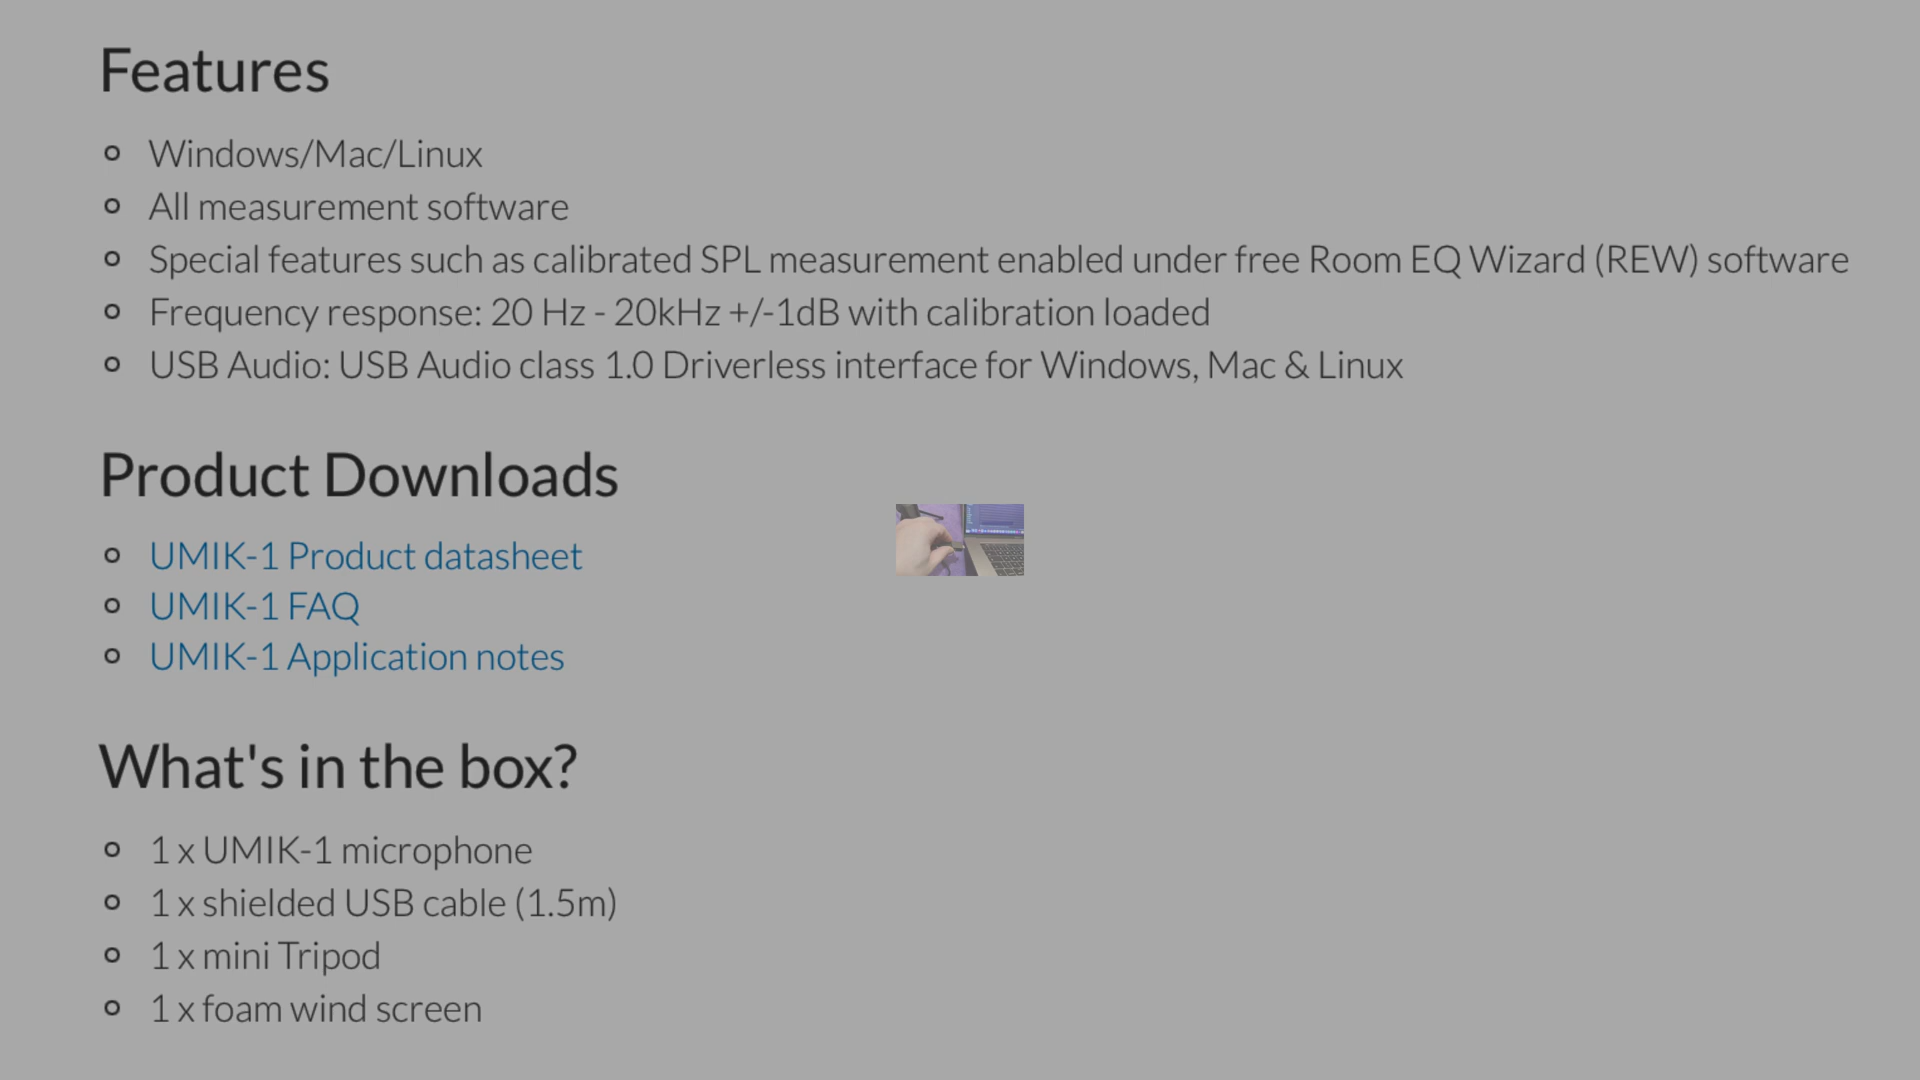 Features
Windows/Mac/Linux
All measurement software
Special features such as calibrated SPL measurement enabled under free Room EQ Wizard (REW) software
Frequency response: 20 Hz - 20kHz +/-1dB with calibration loaded
USB Audio: USB Audio class 1.0 Driverless interface for Windows, Mac & Linux
Product Downloads
UMIK-1 Product datasheet
UMIK-1 FAQ
UMIK-1 Application notes
What's in the box?
1 x UMIK-1 microphone
1 x shielded USB cable (1.5m)
1 x mini Tripod
1 x foam wind screen